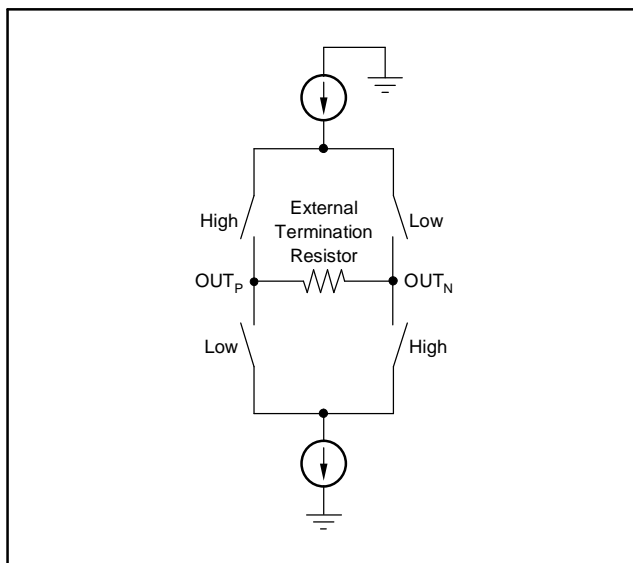 High
External
Termination
Resistor
Low
OUTP
OUTN
Low
High